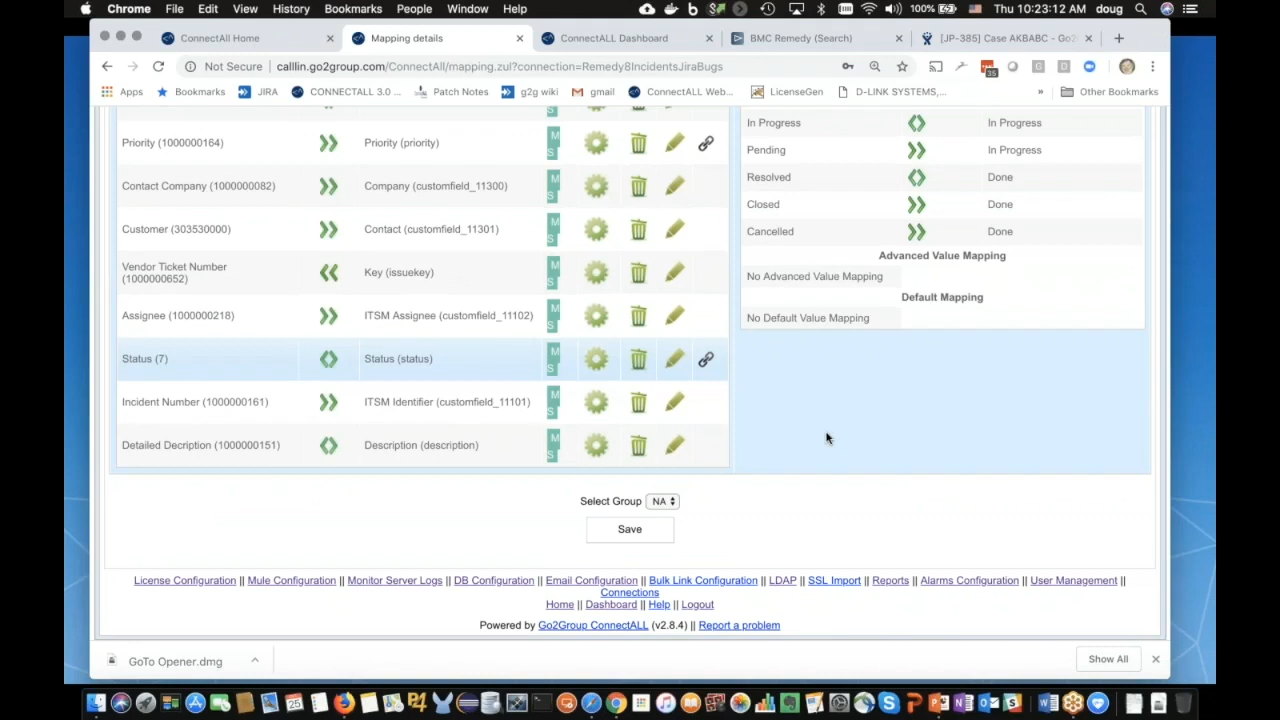 Chrome File Edit View History Bookmarks People Window Help 100% Thu 10:23:12 AM doug
ConnectAll Home
Mapping details
ConnectALL Dashboard
BMC Remedy (Search)
[JP-385] Case AKBABC - Go2
Not Secure calllin.go2group.com/ConnectAll/mapping.zul?connection=Remedy8IncidentsJiraBugs
35
Apps Bookmarks JIRA CONNECTALL 3.0 ... Patch Notes g2g wiki gmail ConnectALL Web... LicenseGen D-LINK SYSTEMS,... » Other Bookmarks
S
Priority (1000000164) Priority (priority) M S
Contact Company (1000000082) Company (customfield_11300) M S
Customer (303530000) Contact (customfield_11301) M S
Vendor Ticket Number
(1000000652) Key (issuekey) M S
Assignee (1000000218) ITSM Assignee (customfield_11102) M S
Status (7) Status (status) M S
Incident Number (1000000161) ITSM Identifier (customfield_11101) M S
Detailed Decription (1000000151) Description (description) M S
In Progress In Progress
Pending In Progress
Resolved Done
Closed Done
Cancelled Done
Advanced Value Mapping
No Advanced Value Mapping
Default Mapping
No Default Value Mapping
Select Group NA
Save
License Configuration || Mule Configuration || Monitor Server Logs || DB Configuration || Email Configuration || Bulk Link Configuration || LDAP || SSL Import || Reports || Alarms Configuration || User Management ||
Connections
Home || Dashboard || Help || Logout
Powered by Go2Group ConnectALL (v2.8.4) || Report a problem
GoTo Opener.dmg
Show All